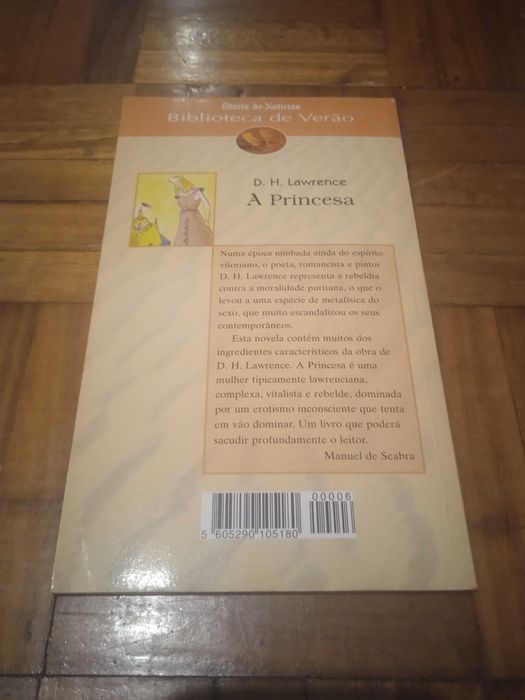 Diário de Notícias
Biblioteca de Verão
D. H. Lawrence
A Princesa
Numa época nimbada ainda do espírito
vitoriano, o poeta, romancista e pintor
D. H. Lawrence representa a rebeldia
contra a moralidade puritana, o que o
levou a uma espécie de metafísica do
sexo, que muito escandalizou os seus
contemporâneos.
Esta novela contém muitos dos
ingredientes característicos da obra de
D. H. Lawrence. A Princesa é uma
mulher tipicamente lawrenciana,
complexa, vitalista e rebelde, dominada
por um erotismo inconsciente que tenta
em vão dominar. Um livro que poderá
sacudir profundamente o leitor.
Manuel de Seabra
00006
5 605290 105180